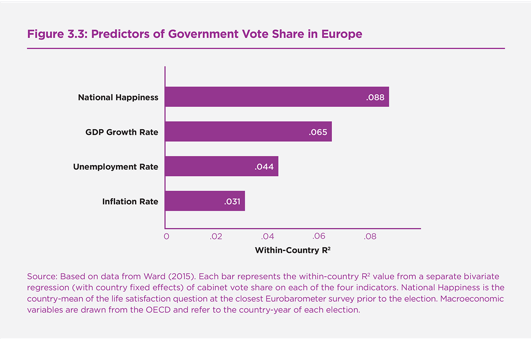 Figure 3.3: Predictors of Government Vote Share in Europe
National Happiness
.088
GDP Growth Rate
.065
Unemployment Rate
.044
Inflation Rate
.031
0 .02 .04 .06 .04 .08
Within-Country R²
Source: Based on data from Ward (2015). Each bar represents the within-country R² value from a separate bivariate
regression (with country fixed effects) of cabinet vote share on each of the four indicators. National Happiness is the
country-mean of the life satisfaction question at the closest Eurobarometer survey prior to the election. Macroeconomic
variables are drawn from the OECD and refer to the country-year of each election.